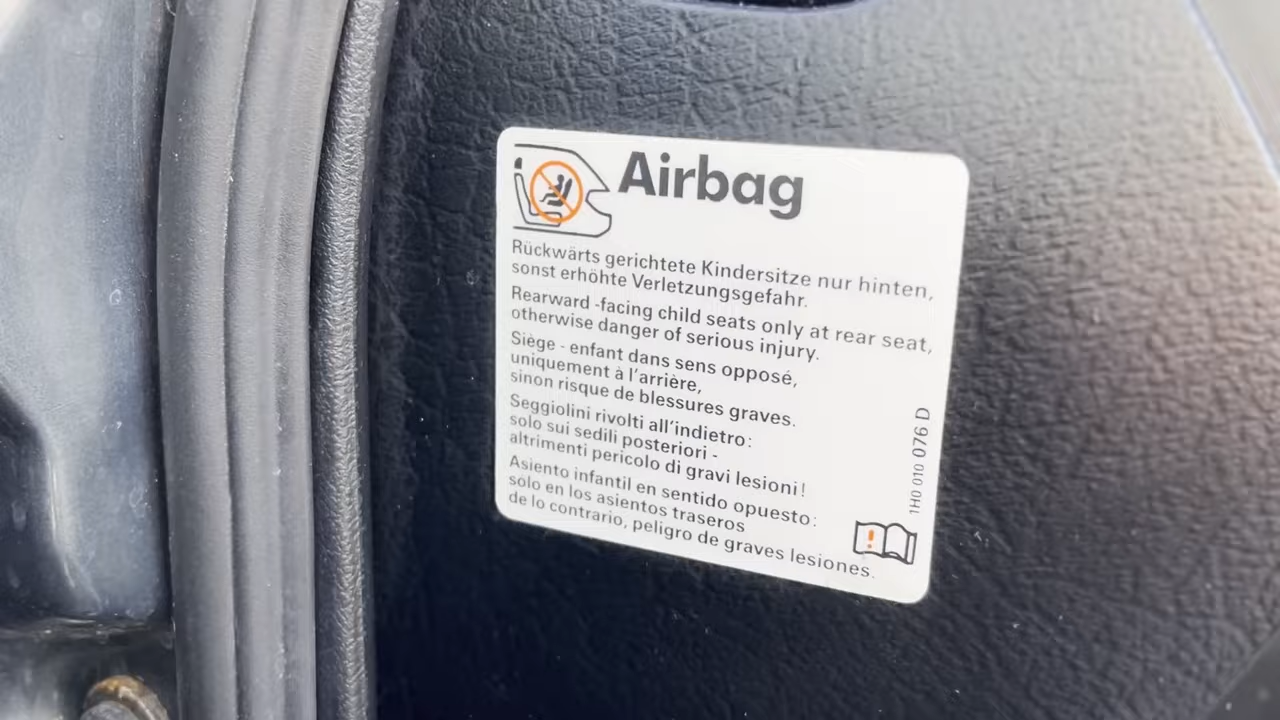 Airbag
Rückwärts gerichtete Kindersitze nur hinten,
sonst erhöhte Verletzungsgefahr.
Rearward -facing child seats only at rear seat,
otherwise danger of serious injury.
Siège - enfant dans sens opposé,
uniquement à l'arrière,
sinon risque de blessures graves.
Seggiolini rivolti all'indietro:
solo sui sedili posteriori -
altrimenti pericolo di gravi lesioni!
Asiento infantil en sentido opuesto:
sólo en los asientos traseros
de lo contrario, peligro de graves lesiones.
1H0 010 076 D
!